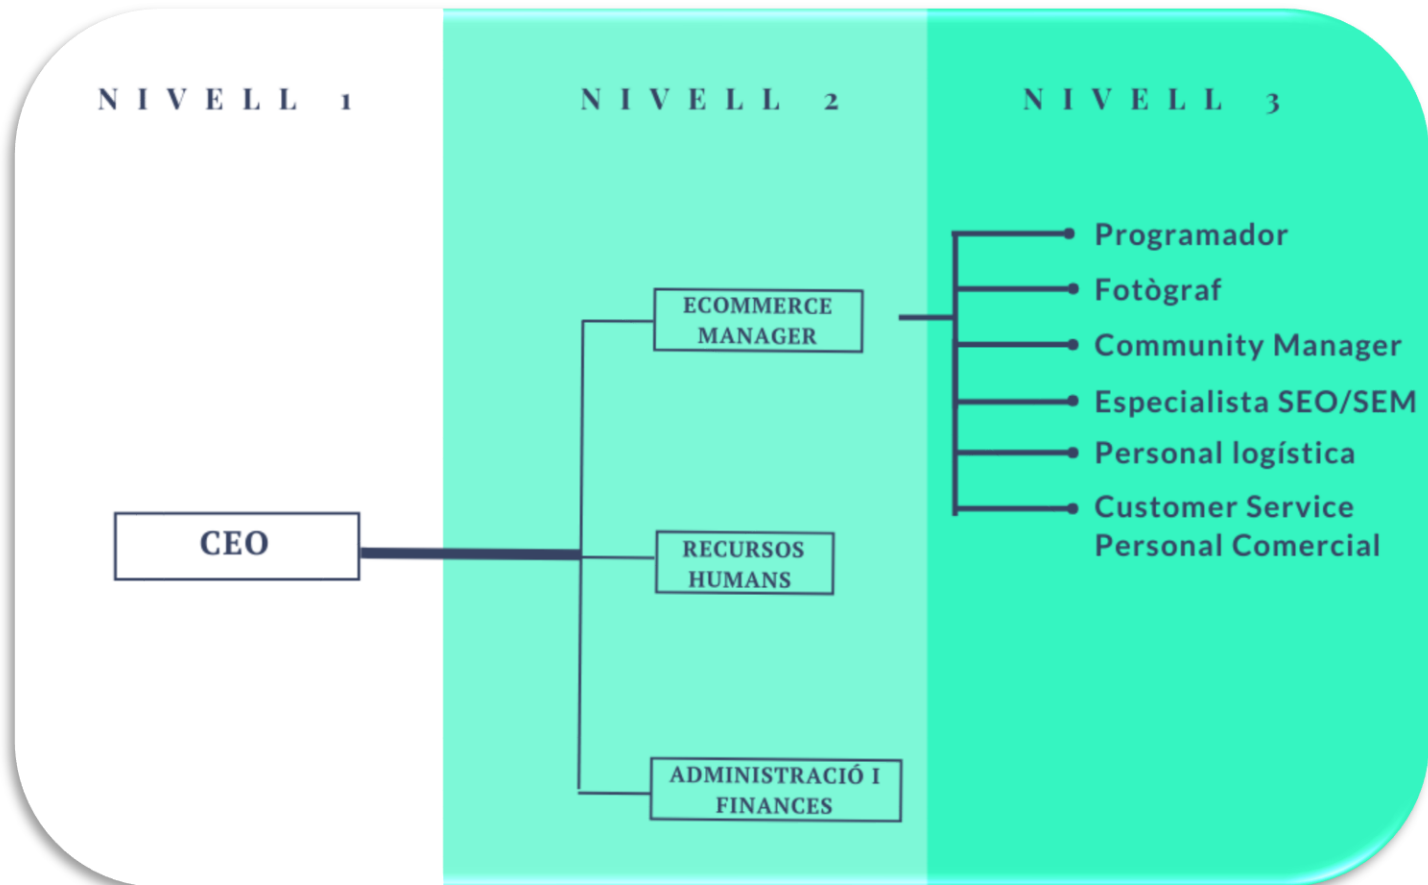 NIVELL 1
NIVELL 2
NIVELL 3
Programador
Fotògraf
Community Manager
Especialista SEO/SEM
Personal logística
Customer Service
Personal Comercial
ECOMMERCE
MANAGER
CEO
RECURSOS
HUMANS
ADMINISTRACIÓ I
FINANCES